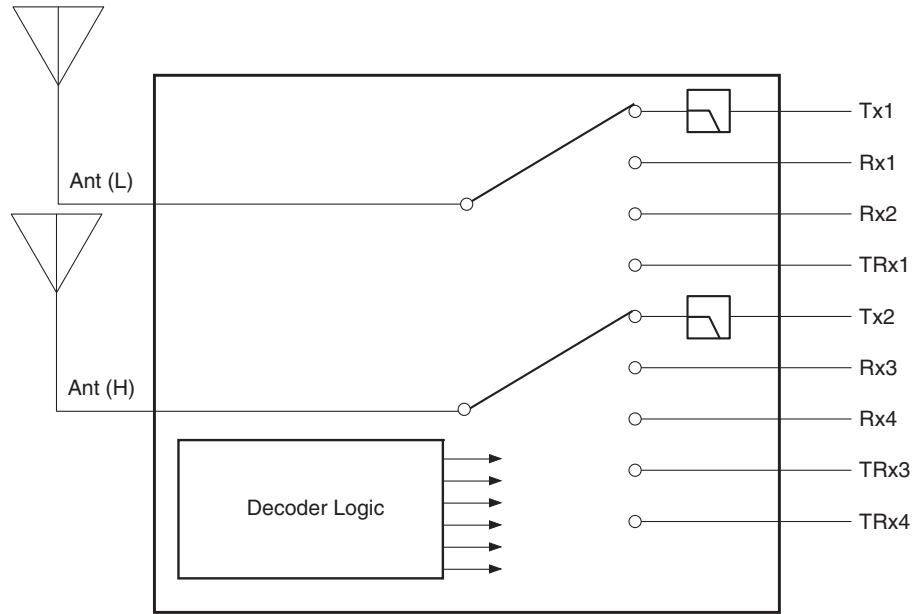 Tx1
Ant (L)
Rx1
Rx2
TRx1
Tx2
Ant (H)
Rx3
Rx4
TRx3
Decoder Logic
TRx4